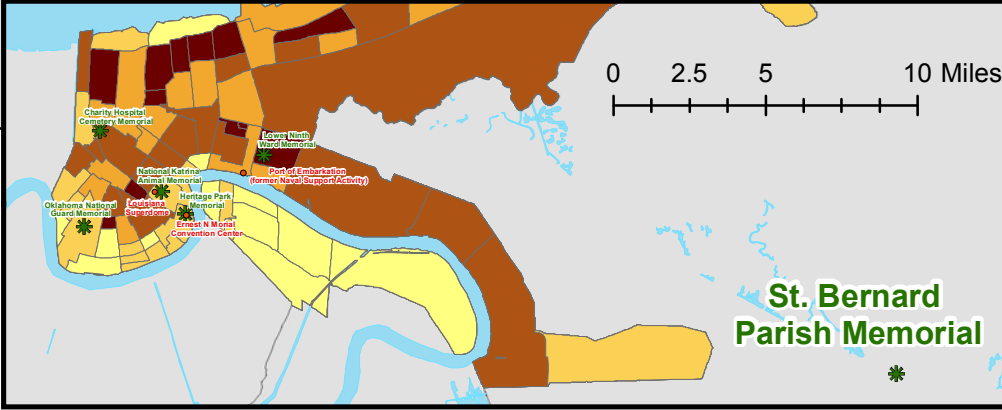 0 2.5 5 10 Miles
Charity Hospital
Cemetery Memorial
Lower Ninth
Ward Memorial
National Katrina
Animal Memorial
Port of Embarkation
(former Naval Support Activity)
Oklahoma National
Guard Memorial
Louisiana
Superdome
Heritage Park
Memorial
Ernest N Morial
Convention Center
St. Bernard
Parish Memorial